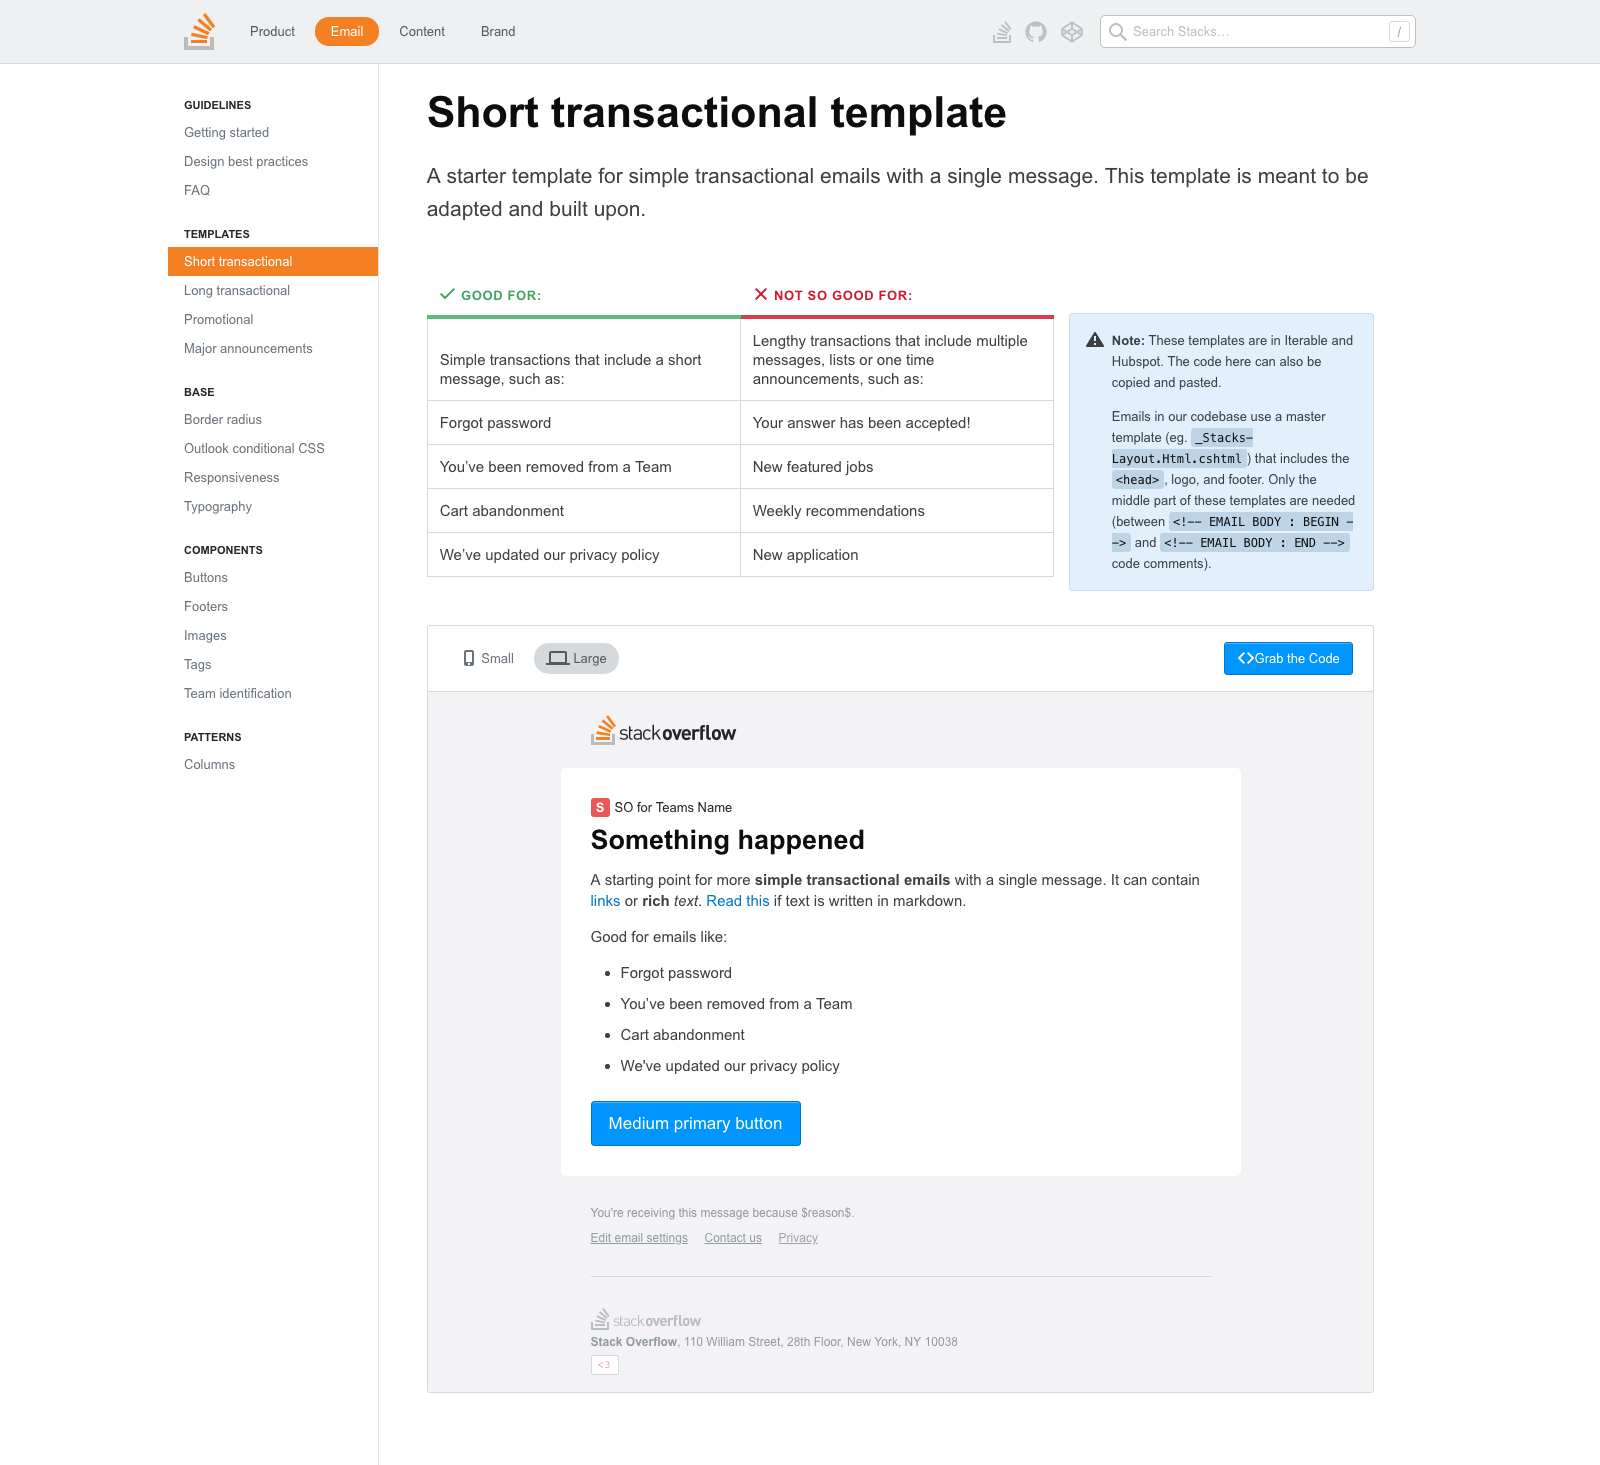 Product
Email
Content
Brand
Search Stacks...
/
GUIDELINES
Getting started
Design best practices
FAQ
TEMPLATES
Short transactional
Long transactional
Promotional
Major announcements
BASE
Border radius
Outlook conditional CSS
Responsiveness
Typography
COMPONENTS
Buttons
Footers
Images
Tags
Team identification
PATTERNS
Columns
Short transactional template
A starter template for simple transactional emails with a single message. This template is meant to be
adapted and built upon.
GOOD FOR:
NOT SO GOOD FOR:
Simple transactions that include a short
message, such as:
Lengthy transactions that include multiple
messages, lists or one time
announcements, such as:
Forgot password
Your answer has been accepted!
You’ve been removed from a Team
New featured jobs
Cart abandonment
Weekly recommendations
We’ve updated our privacy policy
New application
Note: These templates are in Iterable and
Hubspot. The code here can also be
copied and pasted.
Emails in our codebase use a master
template (eg. _Stacks-
Layout.Html.cshtml) that includes the
<head>, logo, and footer. Only the
middle part of these templates are needed
(between <!-- EMAIL BODY : BEGIN -
-> and <!-- EMAIL BODY : END -->
code comments).
Small
Large
<>Grab the Code
stackoverflow
S SO for Teams Name
Something happened
A starting point for more simple transactional emails with a single message. It can contain
links or rich text. Read this if text is written in markdown.
Good for emails like:
• Forgot password
• You’ve been removed from a Team
• Cart abandonment
• We've updated our privacy policy
Medium primary button
You're receiving this message because $reason$.
Edit email settings
Contact us
Privacy
stackoverflow
Stack Overflow, 110 William Street, 28th Floor, New York, NY 10038
<3